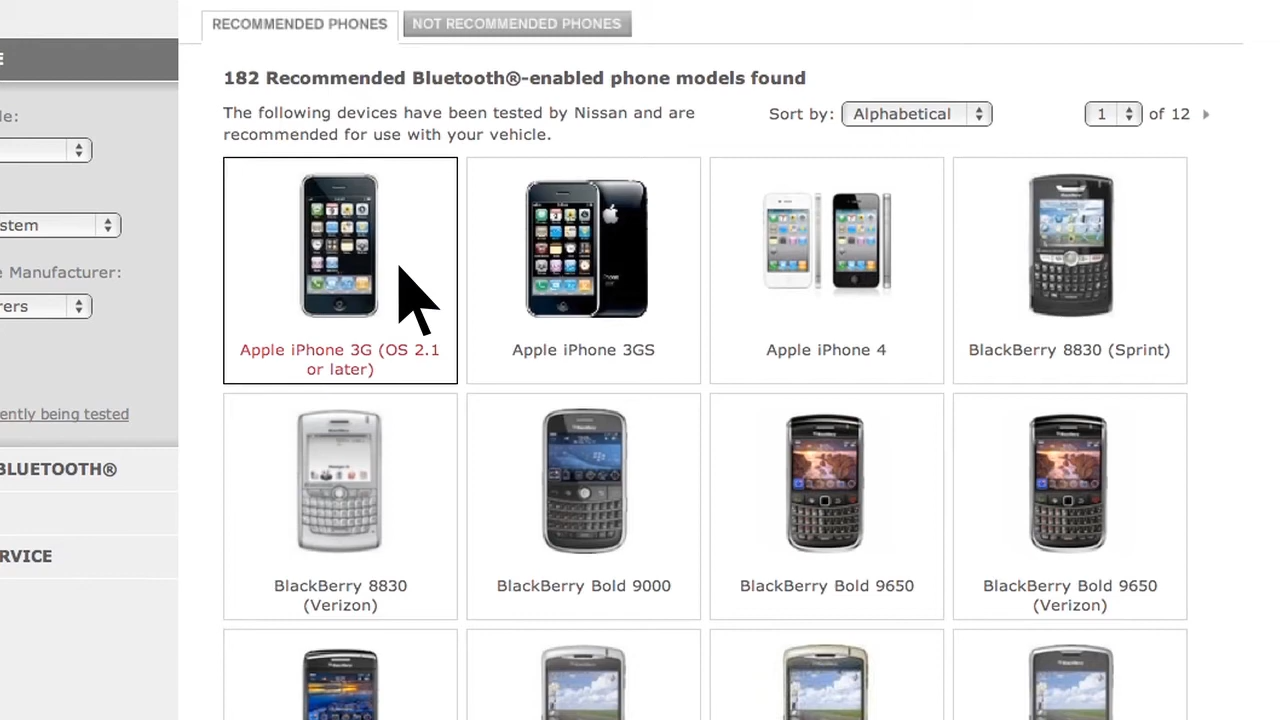 RECOMMENDED PHONES
NOT RECOMMENDED PHONES
E
182 Recommended Bluetooth®-enabled phone models found
le:
The following devices have been tested by Nissan and are
recommended for use with your vehicle.
Sort by: Alphabetical 1 of 12
stem
e Manufacturer:
rers
Apple iPhone 3G (OS 2.1
or later)
Apple iPhone 3GS
Apple iPhone 4
BlackBerry 8830 (Sprint)
ently being tested
BLUETOOTH®
RVICE
BlackBerry 8830
(Verizon)
BlackBerry Bold 9000
BlackBerry Bold 9650
BlackBerry Bold 9650
(Verizon)